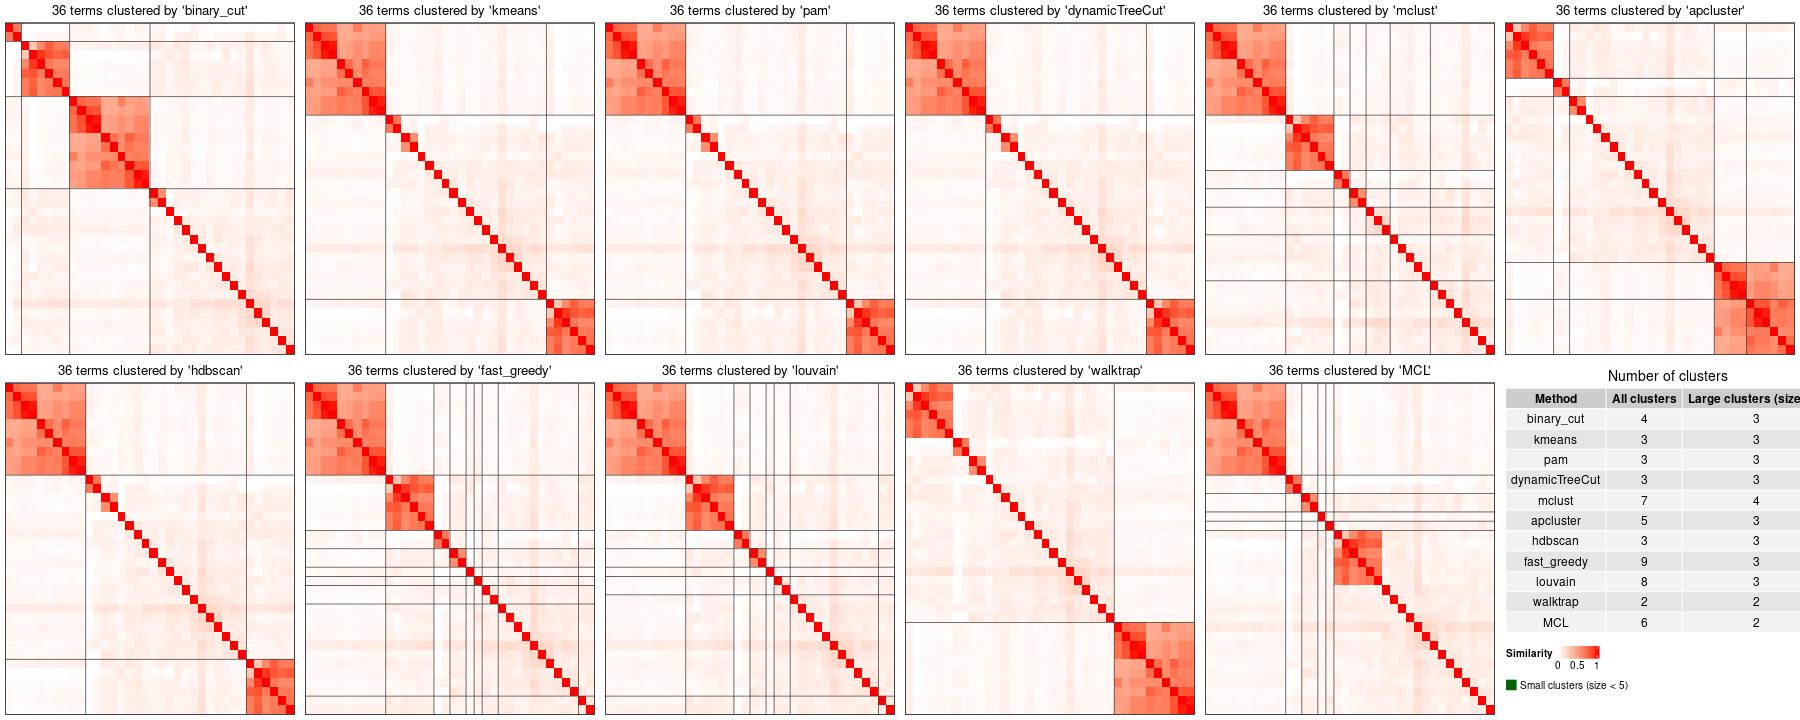 36 terms clustered by 'binary_cut'
36 terms clustered by 'kmeans'
36 terms clustered by 'pam'
36 terms clustered by 'dynamicTreeCut'
36 terms clustered by 'mclust'
36 terms clustered by 'apcluster'
36 terms clustered by 'hdbscan'
36 terms clustered by 'fast_greedy'
36 terms clustered by 'louvain'
36 terms clustered by 'walktrap'
36 terms clustered by 'MCL'
Number of clusters
Method All clusters Large clusters (size
binary_cut 4 3
kmeans 3 3
pam 3 3
dynamicTreeCut 3 3
mclust 7 4
apcluster 5 3
hdbscan 3 3
fast_greedy 9 3
louvain 8 3
walktrap 2 2
MCL 6 2
Similarity
0 0.5 1
Small clusters (size < 5)